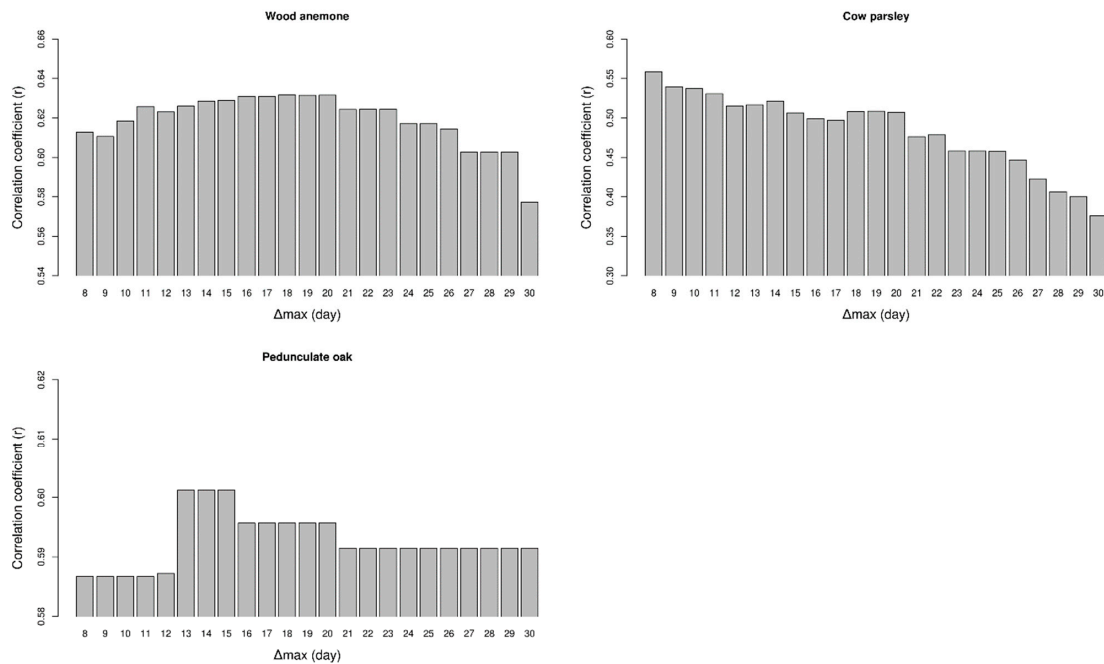 Wood anemone
Correlation coefficient (r)
0.66
0.64
0.62
0.60
0.58
0.56
0.54
8 9 10 11 12 13 14 15 16 17 18 19 20 21 22 23 24 25 26 27 28 29 30
Δmax (day)
Cow parsley
Correlation coefficient (r)
0.60
0.55
0.50
0.45
0.40
0.35
0.30
8 9 10 11 12 13 14 15 16 17 18 19 20 21 22 23 24 25 26 27 28 29 30
Δmax (day)
Pedunculate oak
Correlation coefficient (r)
0.62
0.61
0.60
0.59
0.58
8 9 10 11 12 13 14 15 16 17 18 19 20 21 22 23 24 25 26 27 28 29 30
Δmax (day)